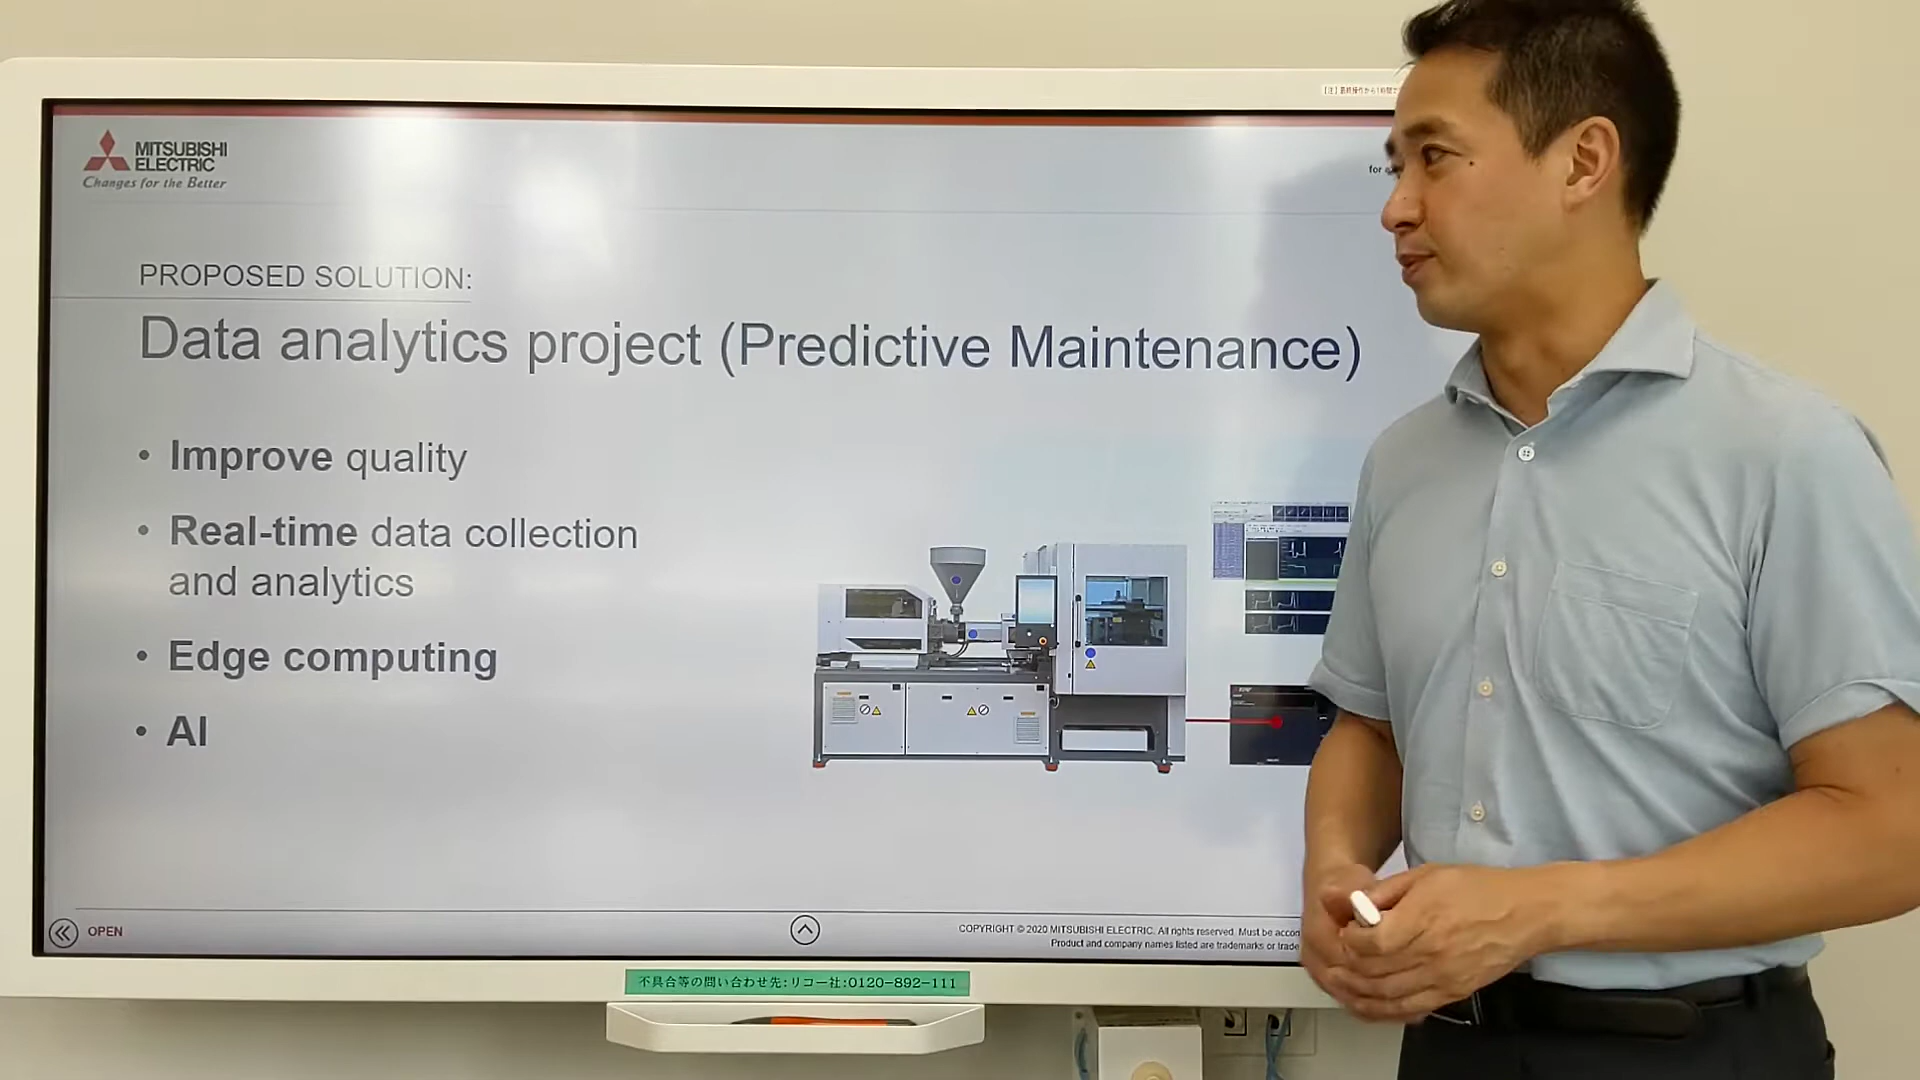 MITSUBISHI
ELECTRIC
Changes for the Better
for
PROPOSED SOLUTION:
Data analytics project (Predictive Maintenance)
• Improve quality
• Real-time data collection
and analytics
• Edge computing
• AI
OPEN
COPYRIGHT © 2020 MITSUBISHI ELECTRIC. All rights reserved. Must be accom
Product and company names listed are trademarks or trade
不具合等の問い合わせ先:リコー社:0120-892-111